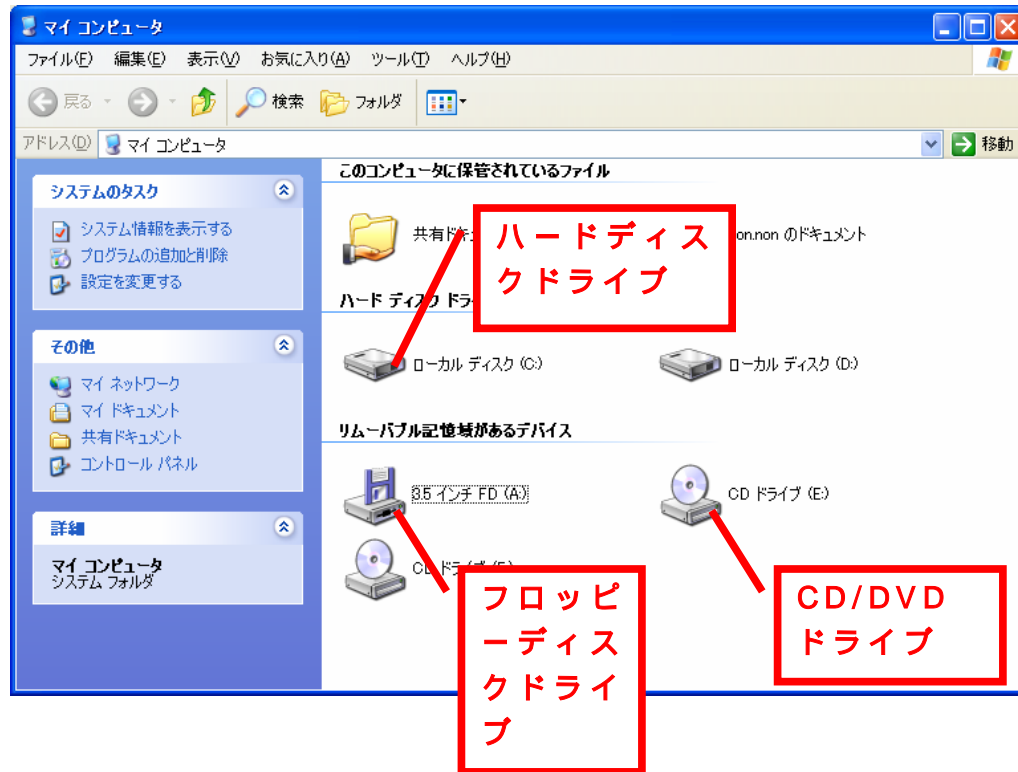 マイ コンピュータ
ファイル(F) 編集(E) 表示(V) お気に入り(A) ツール(T) ヘルプ(H)
戻る 検索 フォルダ
アドレス(D) マイ コンピュータ 移動
システムのタスク
システム情報を表示する
プログラムの追加と削除
設定を変更する
その他
マイ ネットワーク
マイ ドキュメント
共有ドキュメント
コントロール パネル
詳細
マイ コンピュータ
システム フォルダ
このコンピュータに保管されているファイル
共有ド
on.non のドキュメント
ハードディス
クドライブ
ハード ディスク ドラ
ローカル ディスク (C:)
ローカル ディスク (D:)
リムーバブル記憶域があるデバイス
3.5 インチ FD (A:)
CD ドライブ (E:)
CD
フロッピ
ーディス
クドライ
ブ
CD/DVD
ドライブ